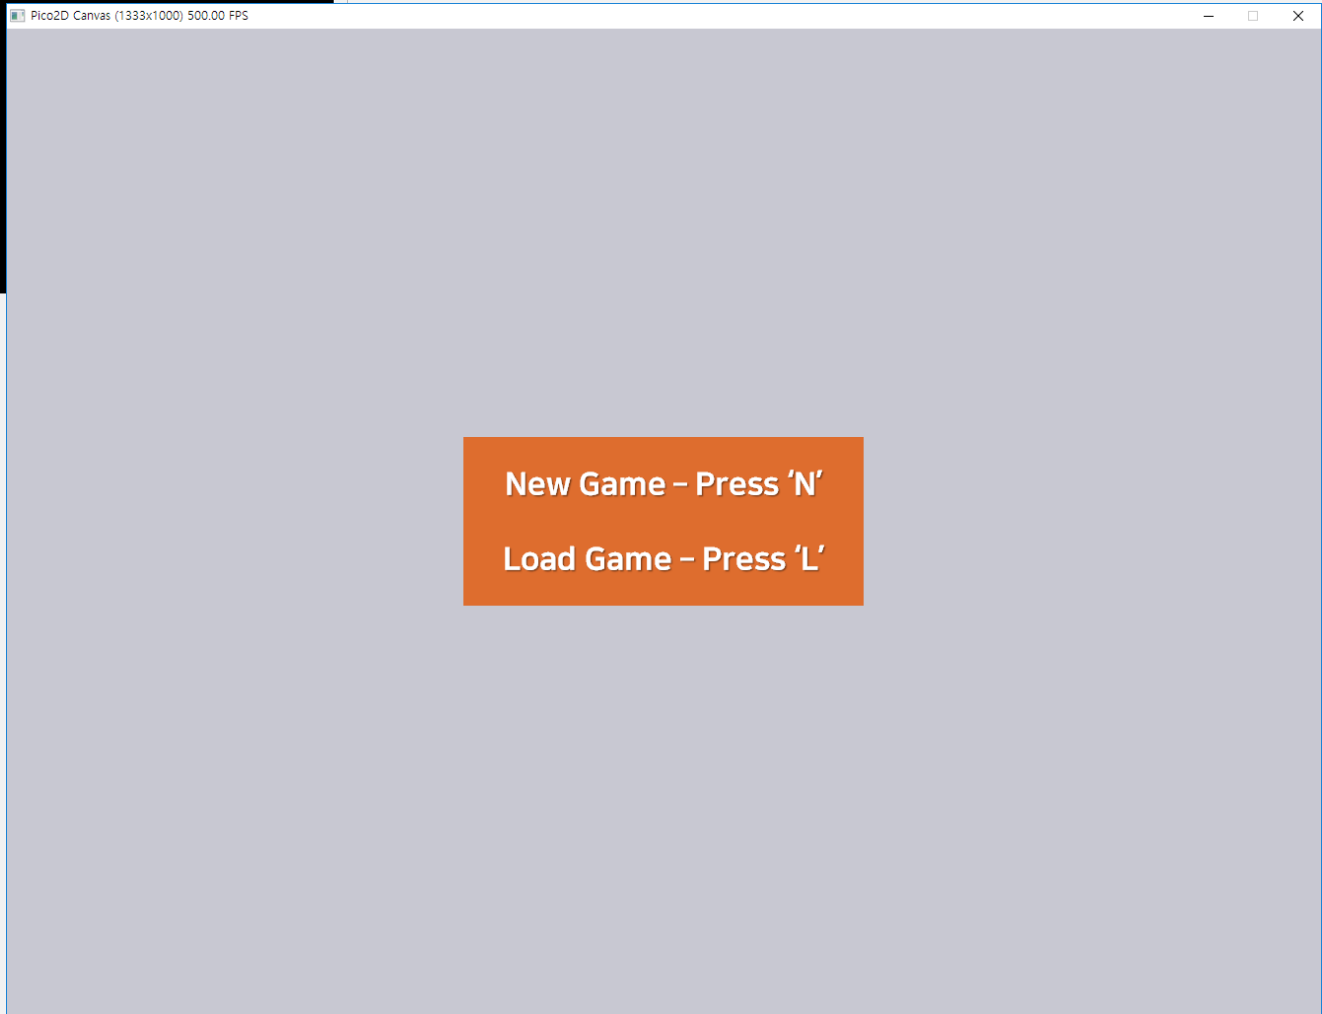 Pico2D Canvas (1333x1000) 500.00 FPS
New Game – Press ‘N’
Load Game – Press ‘L’